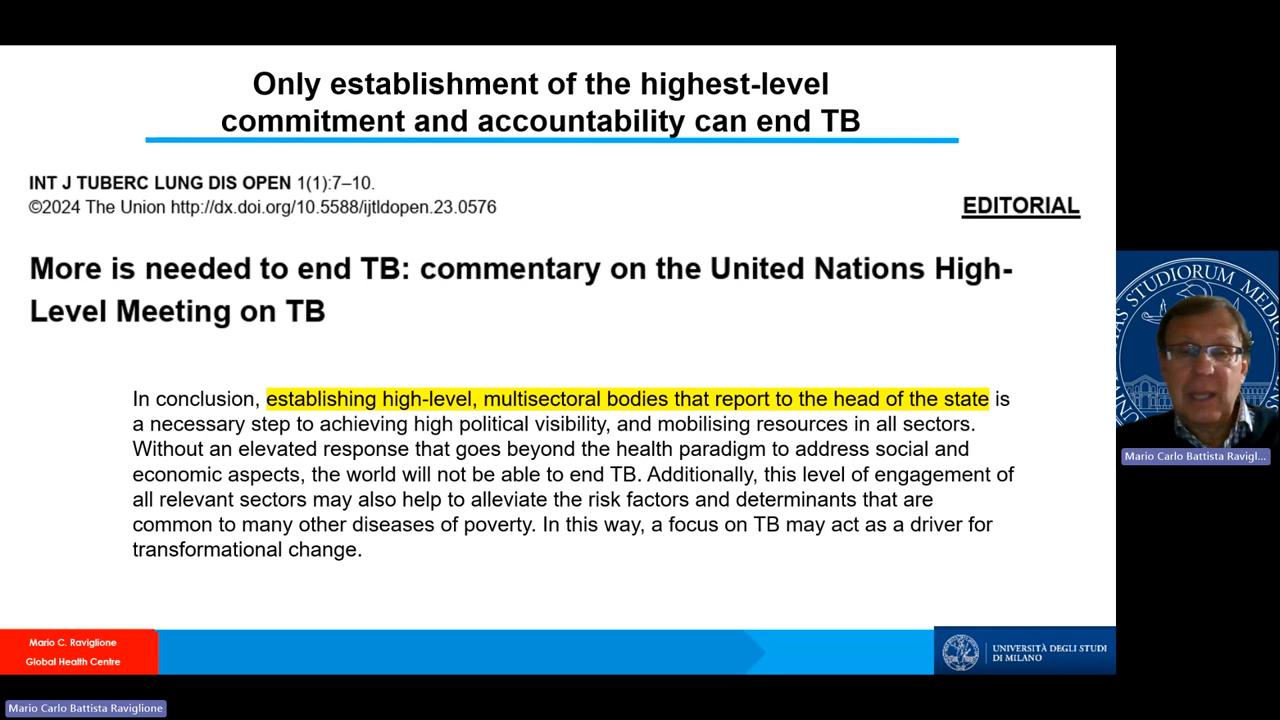 Only establishment of the highest-level
commitment and accountability can end TB
INT J TUBERC LUNG DIS OPEN 1(1):7–10.
©2024 The Union http://dx.doi.org/10.5588/ijtldopen.23.0576
EDITORIAL
More is needed to end TB: commentary on the United Nations High-
Level Meeting on TB
In conclusion, establishing high-level, multisectoral bodies that report to the head of the state is
a necessary step to achieving high political visibility, and mobilising resources in all sectors.
Without an elevated response that goes beyond the health paradigm to address social and
economic aspects, the world will not be able to end TB. Additionally, this level of engagement of
all relevant sectors may also help to alleviate the risk factors and determinants that are
common to many other diseases of poverty. In this way, a focus on TB may act as a driver for
transformational change.
STUDIORUM
Mario Carlo Battista Ravigl...
Mario C. Raviglione
Global Health Centre
UNIVERSITÀ DEGLI STUDI
DI MILANO
Mario Carlo Battista Raviglione